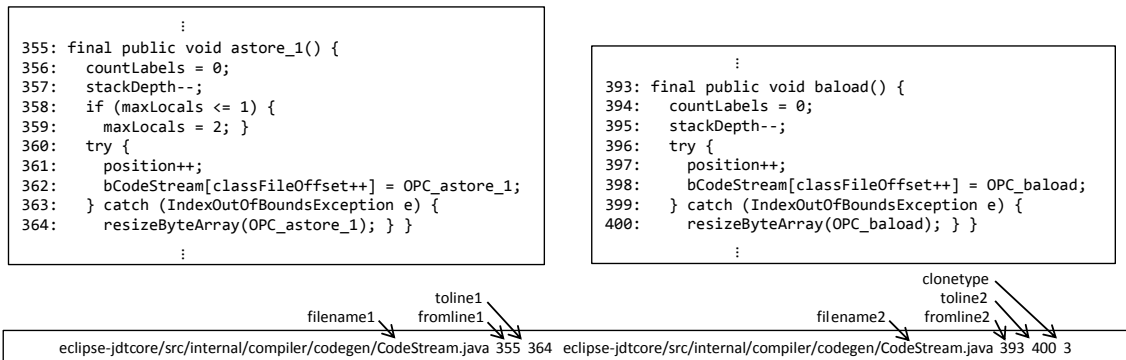 ⋮
355: final public void astore_1() {
356:   countLabels = 0;
357:   stackDepth--;
358:   if (maxLocals <= 1) {
359:     maxLocals = 2; }
360:   try {
361:     position++;
362:     bCodeStream[classFileOffset++] = OPC_astore_1;
363:   } catch (IndexOutOfBoundsException e) {
364:     resizeByteArray(OPC_astore_1); } }
⋮
⋮
393: final public void baload() {
394:   countLabels = 0;
395:   stackDepth--;
396:   try {
397:     position++;
398:     bCodeStream[classFileOffset++] = OPC_baload;
399:   } catch (IndexOutOfBoundsException e) {
400:     resizeByteArray(OPC_baload); } }
⋮
clonetype
toline1 toline2
filename1 fromline1 filename2 fromline2
eclipse-jdtcore/src/internal/compiler/codegen/CodeStream.java 355 364 eclipse-jdtcore/src/internal/compiler/codegen/CodeStream.java 393 400 3